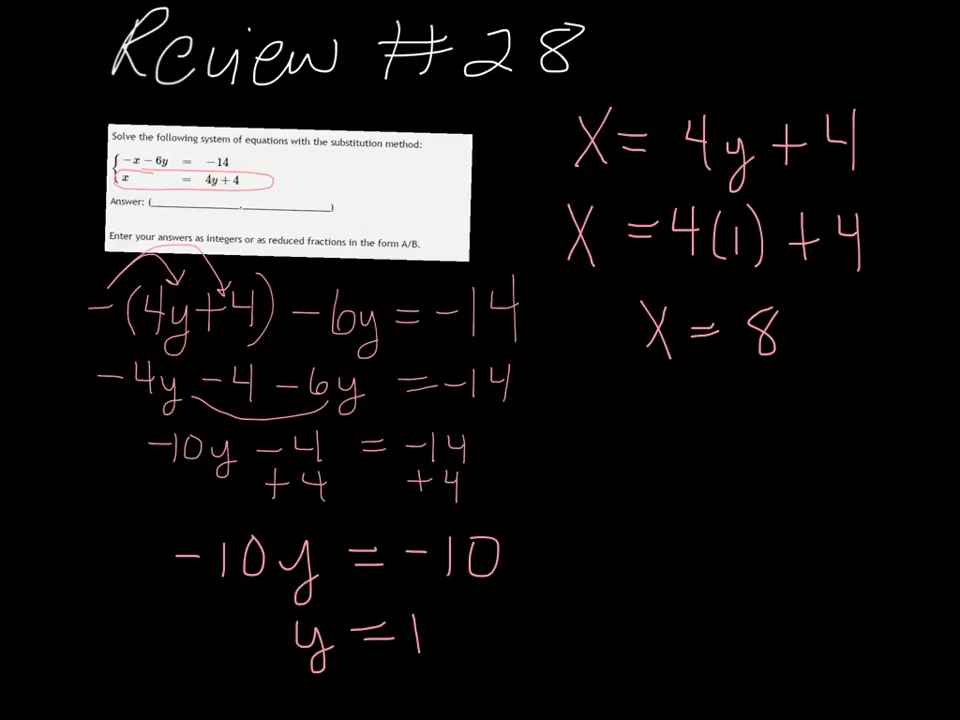 Review #28
Solve the following system of equations with the substitution method:
-x - 6y = -14
x = 4y + 4
Answer: (__________,__________)
Enter your answers as integers or as reduced fractions in the form A/B.
-(4y+4) - 6y = -14
-4y - 4 - 6y = -14
-10y - 4 = -14
+4 +4
-10y = -10
y = 1
X = 4y + 4
X = 4(1) + 4
X = 8